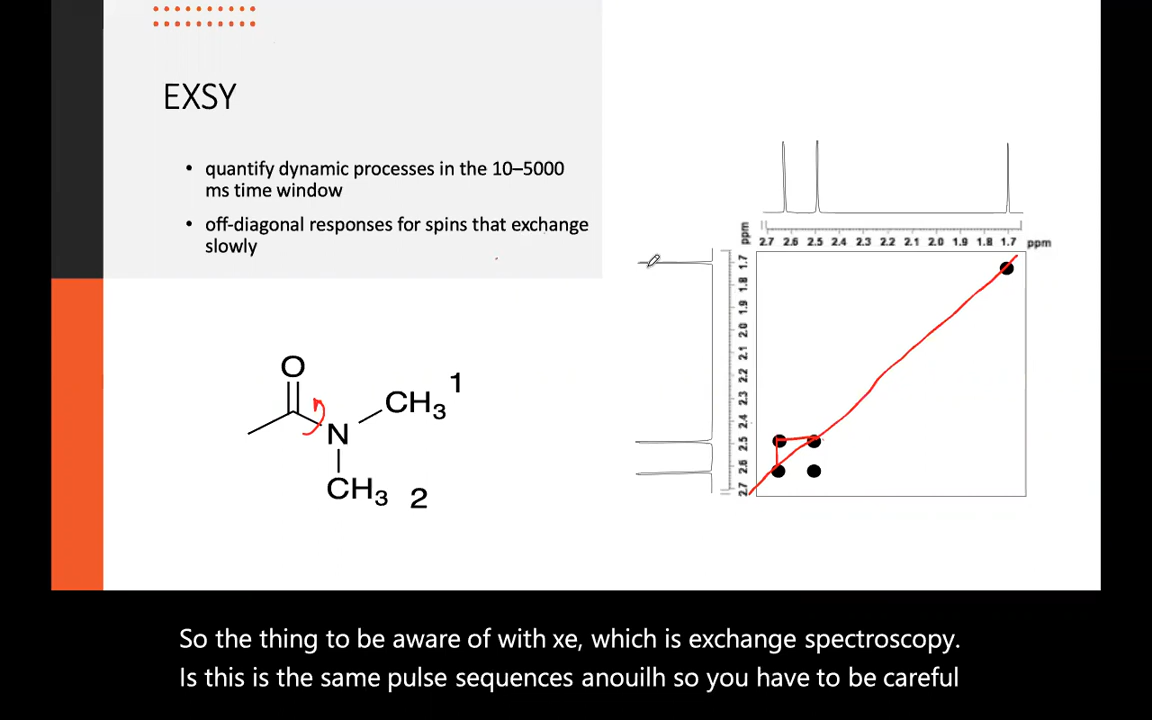 EXSY
• quantify dynamic processes in the 10–5000
ms time window
• off-diagonal responses for spins that exchange
slowly
O
CH3 1
N
CH3 2
2.7 2.6 2.5 2.4 2.3 2.2 2.1 2.0 1.9 1.8 1.7 ppm
ppm
1.7
1.8
1.9
2.0
2.1
2.2
2.3
2.4
2.5
2.6
2.7
So the thing to be aware of with xe, which is exchange spectroscopy.
Is this is the same pulse sequences anouilh so you have to be careful